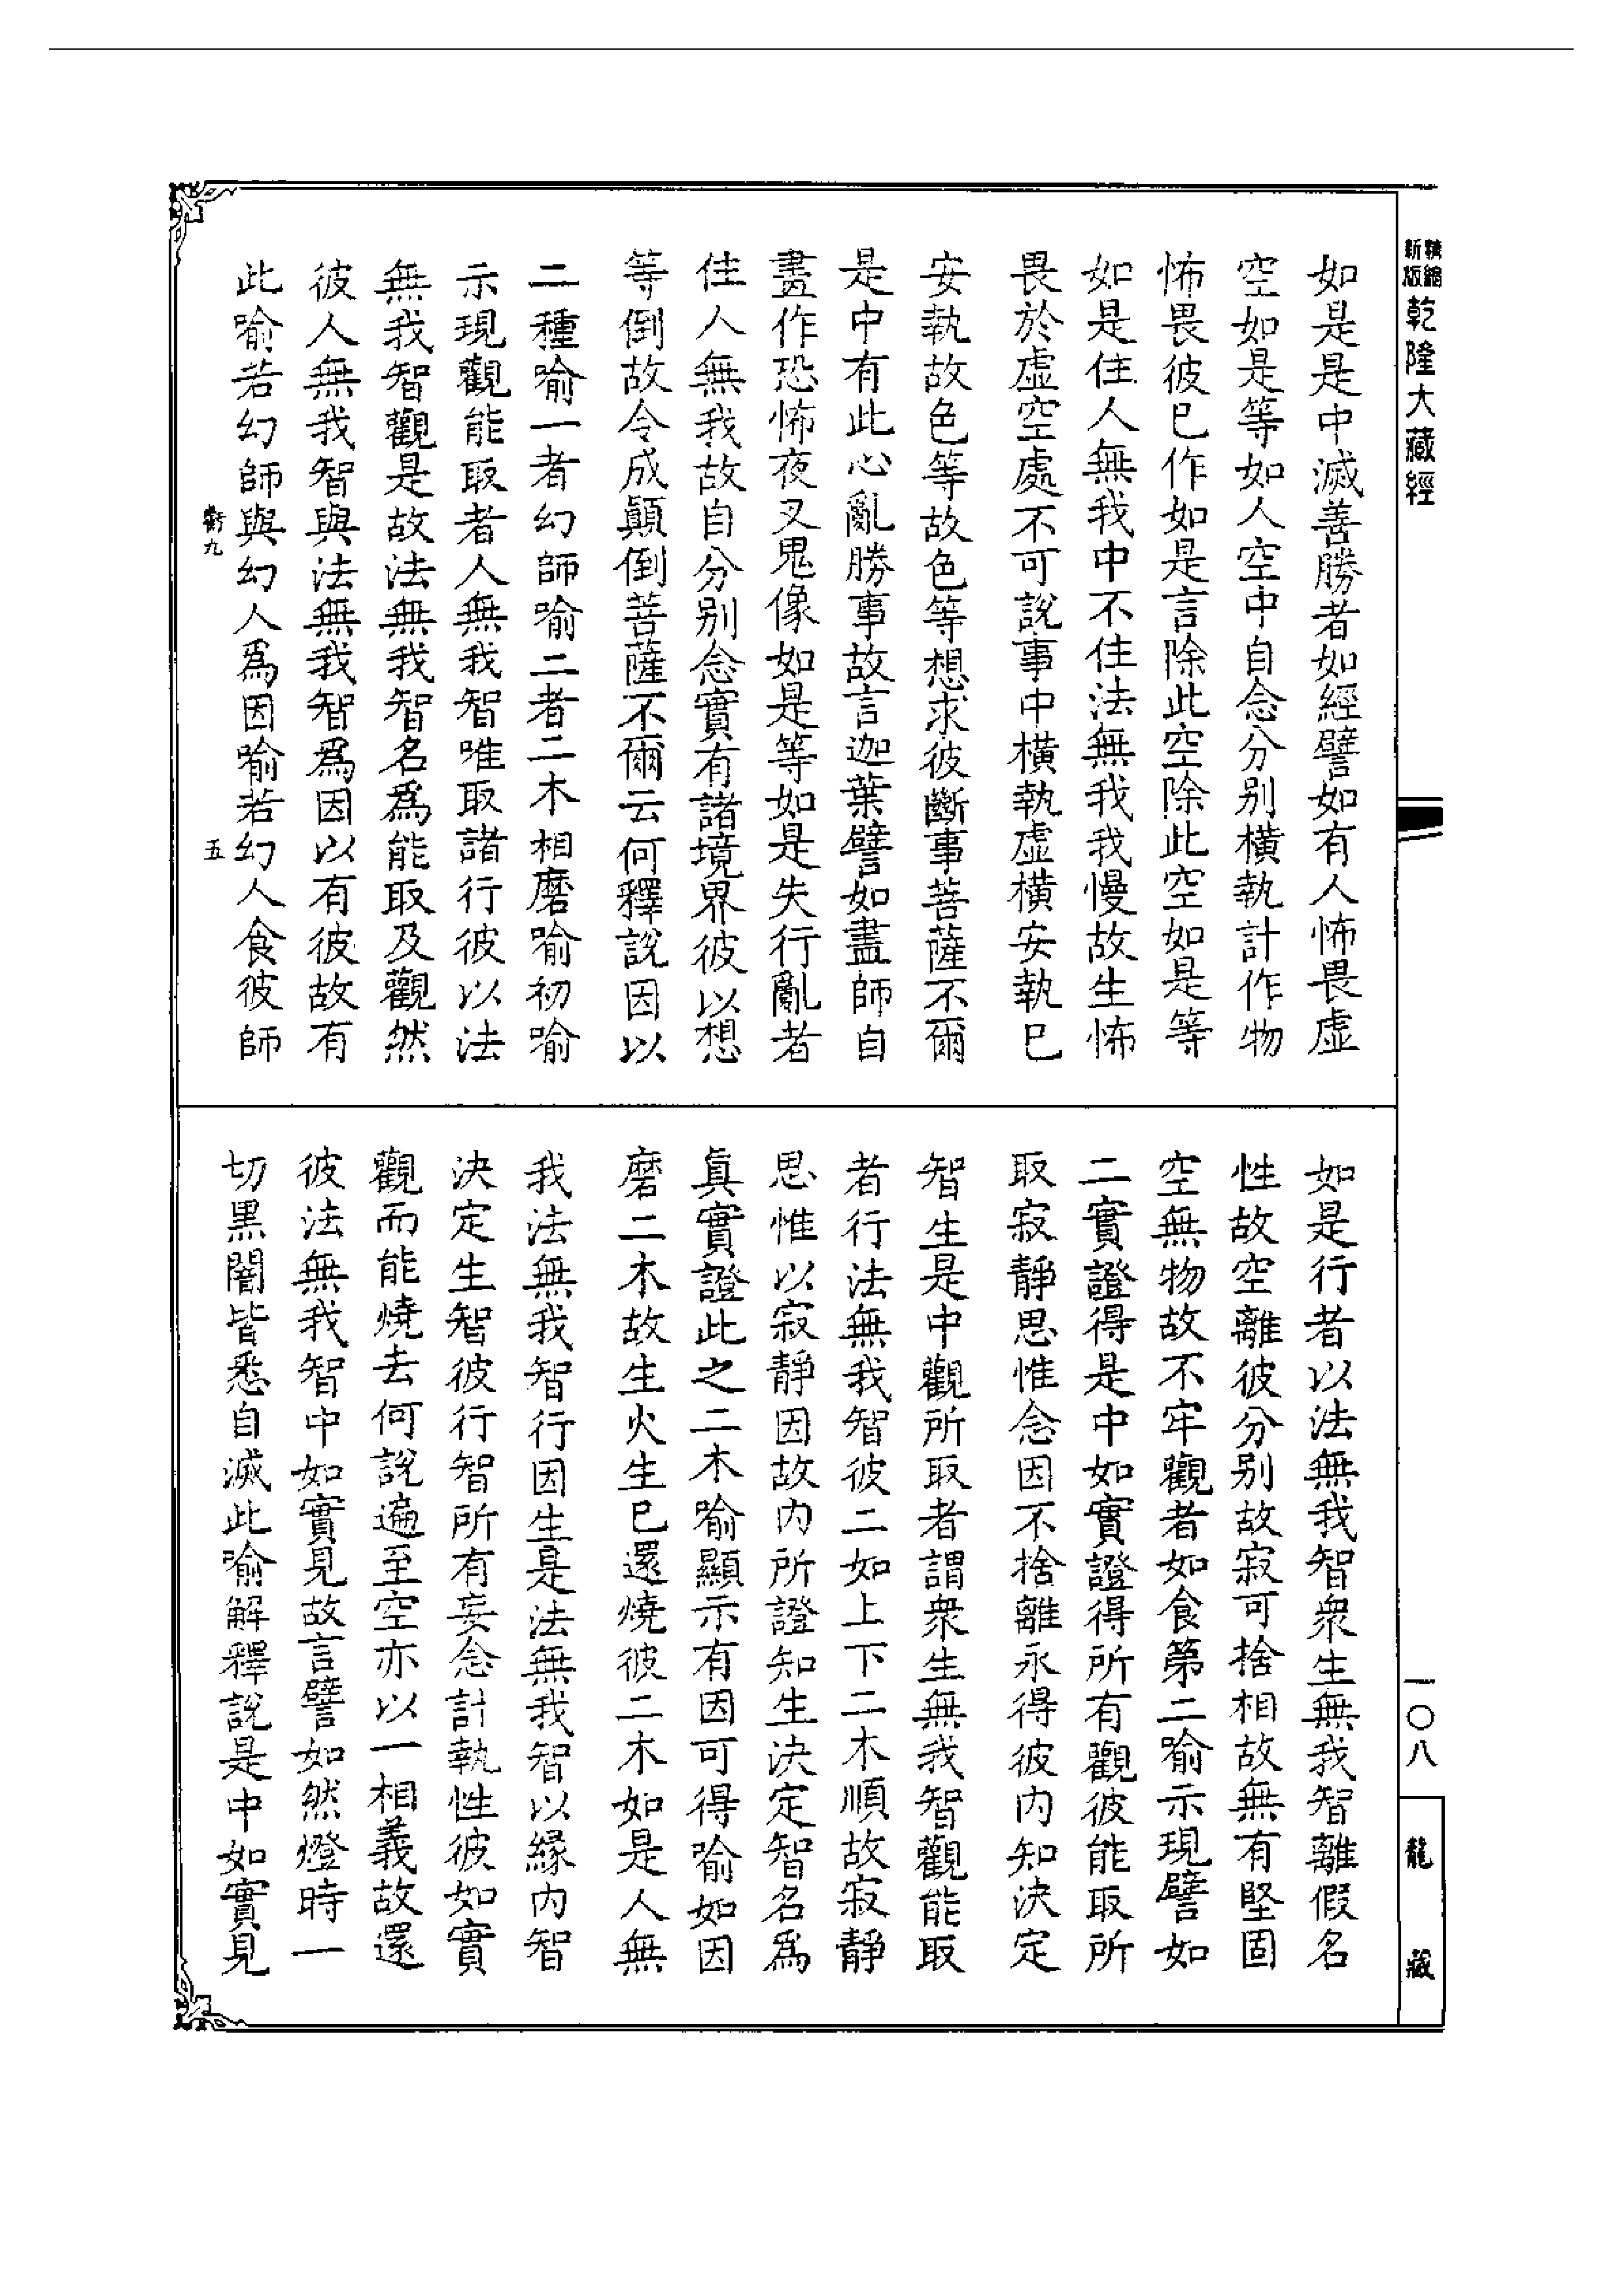 精縮新版乾隆大藏經
如是是中滅善勝者如經譬如有人怖畏虛
空如是等如人空中自念分别橫執計作物
怖畏彼巳作如是言除此空除此空如是等
如是住人無我中不住法無我我慢故生怖
畏於虛空處不可說事中橫執虛橫安執巳
安執故色等故色等想求彼斷事菩薩不爾
是中有此心亂勝事故言迦葉譬如畫師自
畫作恐怖夜叉鬼像如是等如是失行亂者
住人無我故自分别念實有諸境界彼以想
等倒故令成顛倒菩薩不爾云何釋說因以
二種喻一者幻師喻二者二木相磨喻初喻
示現觀能取者人無我智唯取諸行彼以法
無我智觀是故法無我智名爲能取及觀然
彼人無我智與法無我智爲因以有彼故有
此喻若幻師與幻人爲因喻若幻人食彼師
九 五
如是行者以法無我智衆生無我智離假名
性故空離彼分别故寂可捨相故無有堅固
空無物故不牢觀者如食第二喻示現譬如
二實證得是中如實證得所有觀彼能取所
取寂靜思惟念因不捨離永得彼内知決定
智生是中觀所取者謂衆生無我智觀能取
者行法無我智彼二如上下二木順故寂靜
思惟以寂靜因故内所證知生決定智名爲
眞實證此之二木喻顯示有因可得喻如因
磨二木故生火生巳還燒彼二木如是人無
我法無我智行因生是法無我智以緣内智
決定生智彼行智所有妄念計執性彼如實
觀而能燒去何說遍至空亦以一相義故還
彼法無我智中如實見故言譬如然燈時一
切黑闇皆悉自滅此喻解釋說是中如實見
一〇八
龍藏